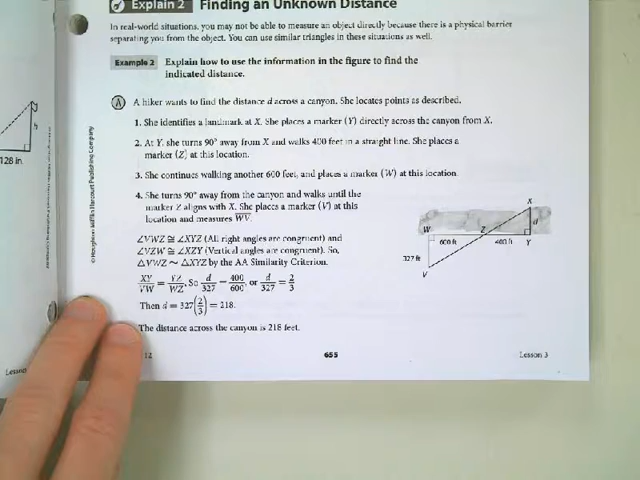 Explain 2 Finding an Unknown Distance
In real-world situations, you may not be able to measure an object directly because there is a physical barrier
separating you from the object. You can use similar triangles in these situations as well.
Example 2 Explain how to use the information in the figure to find the
indicated distance.
A A hiker wants to find the distance d across a canyon. She locates points as described.
1. She identifies a landmark at X. She places a marker (Y) directly across the canyon from X.
2. At Y, she turns 90° away from X and walks 400 feet in a straight line. She places a
marker (Z) at this location.
3. She continues walking another 600 feet, and places a marker (W) at this location.
4. She turns 90° away from the canyon and walks until the
marker Z aligns with X. She places a marker (V) at this
location and measures WV.
∠VWZ ≅ ∠XYZ (All right angles are congruent) and
∠VZW ≅ ∠XZY (Vertical angles are congruent). So,
△VWZ ~ △XYZ by the AA Similarity Criterion.
XY/VW = YZ/WZ, So d/327 = 400/600, or d/327 = 2/3
Then d = 327(2/3) = 218.
The distance across the canyon is 218 feet.
X
d
W Z
600 ft 400 ft Y
327 ft
V
h
128 in.
© Houghton Mifflin Harcourt Publishing Company
12 655 Lesson 3